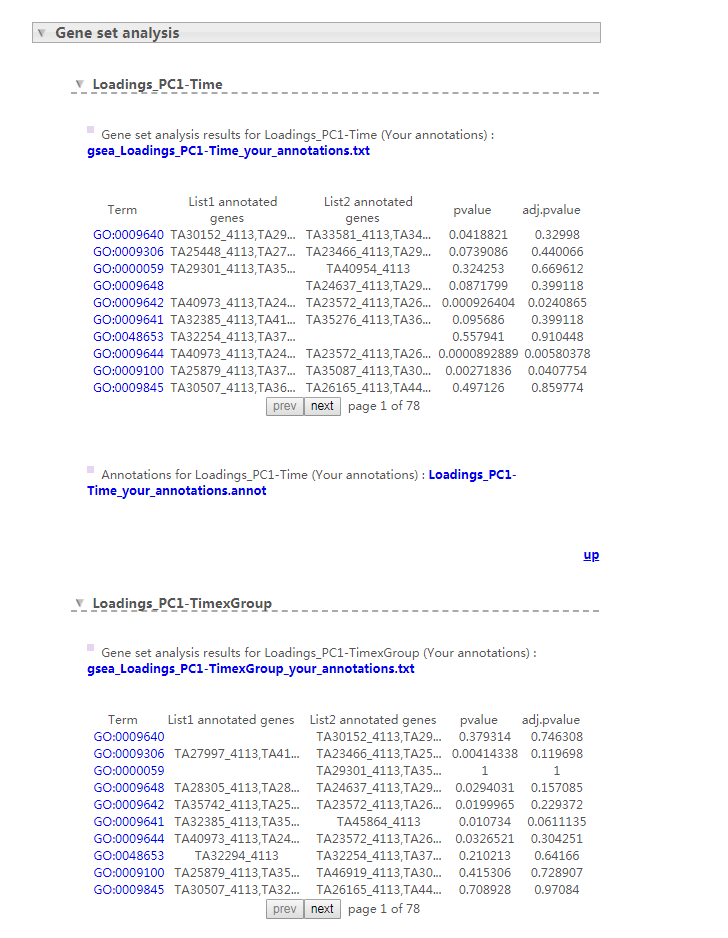 Gene set analysis
Loadings_PC1-Time
Gene set analysis results for Loadings_PC1-Time (Your annotations) :
gsea_Loadings_PC1-Time_your_annotations.txt
Term List1 annotated genes List2 annotated genes pvalue adj.pvalue
GO:0009640 TA30152_4113,TA29... TA33581_4113,TA34... 0.0418821 0.32998
GO:0009306 TA25448_4113,TA27... TA23466_4113,TA29... 0.0739086 0.440066
GO:0000059 TA29301_4113,TA35... TA40954_4113 0.324253 0.669612
GO:0009648 TA24637_4113,TA29... 0.0871799 0.399118
GO:0009642 TA40973_4113,TA24... TA23572_4113,TA26... 0.000926404 0.0240865
GO:0009641 TA32385_4113,TA41... TA35276_4113,TA36... 0.095686 0.399118
GO:0048653 TA32254_4113,TA37... 0.557941 0.910448
GO:0009644 TA40973_4113,TA24... TA23572_4113,TA26... 0.0000892889 0.00580378
GO:0009100 TA25879_4113,TA37... TA35087_4113,TA30... 0.00271836 0.0407754
GO:0009845 TA30507_4113,TA36... TA26165_4113,TA44... 0.497126 0.859774
prev next page 1 of 78
Annotations for Loadings_PC1-Time (Your annotations) : Loadings_PC1-
Time_your_annotations.annot
up
Loadings_PC1-TimexGroup
Gene set analysis results for Loadings_PC1-TimexGroup (Your annotations) :
gsea_Loadings_PC1-TimexGroup_your_annotations.txt
Term List1 annotated genes List2 annotated genes pvalue adj.pvalue
GO:0009640 TA30152_4113,TA29... 0.379314 0.746308
GO:0009306 TA27997_4113,TA41... TA23466_4113,TA25... 0.00414338 0.119698
GO:0000059 TA29301_4113,TA35... 1 1
GO:0009648 TA28305_4113,TA28... TA24637_4113,TA29... 0.0294031 0.157085
GO:0009642 TA35742_4113,TA25... TA23572_4113,TA26... 0.0199965 0.229372
GO:0009641 TA32385_4113,TA35... TA45864_4113 0.010734 0.0611135
GO:0009644 TA40973_4113,TA24... TA23572_4113,TA26... 0.0326521 0.304251
GO:0048653 TA32294_4113 TA32254_4113,TA37... 0.210213 0.64166
GO:0009100 TA25879_4113,TA35... TA46919_4113,TA30... 0.415306 0.728907
GO:0009845 TA30507_4113,TA32... TA26165_4113,TA44... 0.708928 0.97084
prev next page 1 of 78